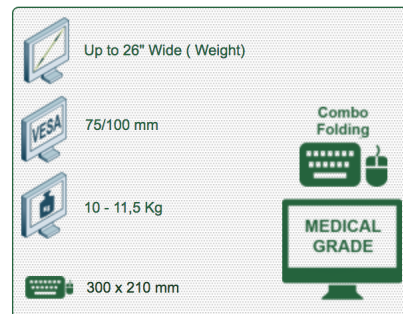 Up to 26" Wide ( Weight)
VESA
75/100 mm
Combo
Folding
KG
10 - 11,5 Kg
MEDICAL
GRADE
300 x 210 mm